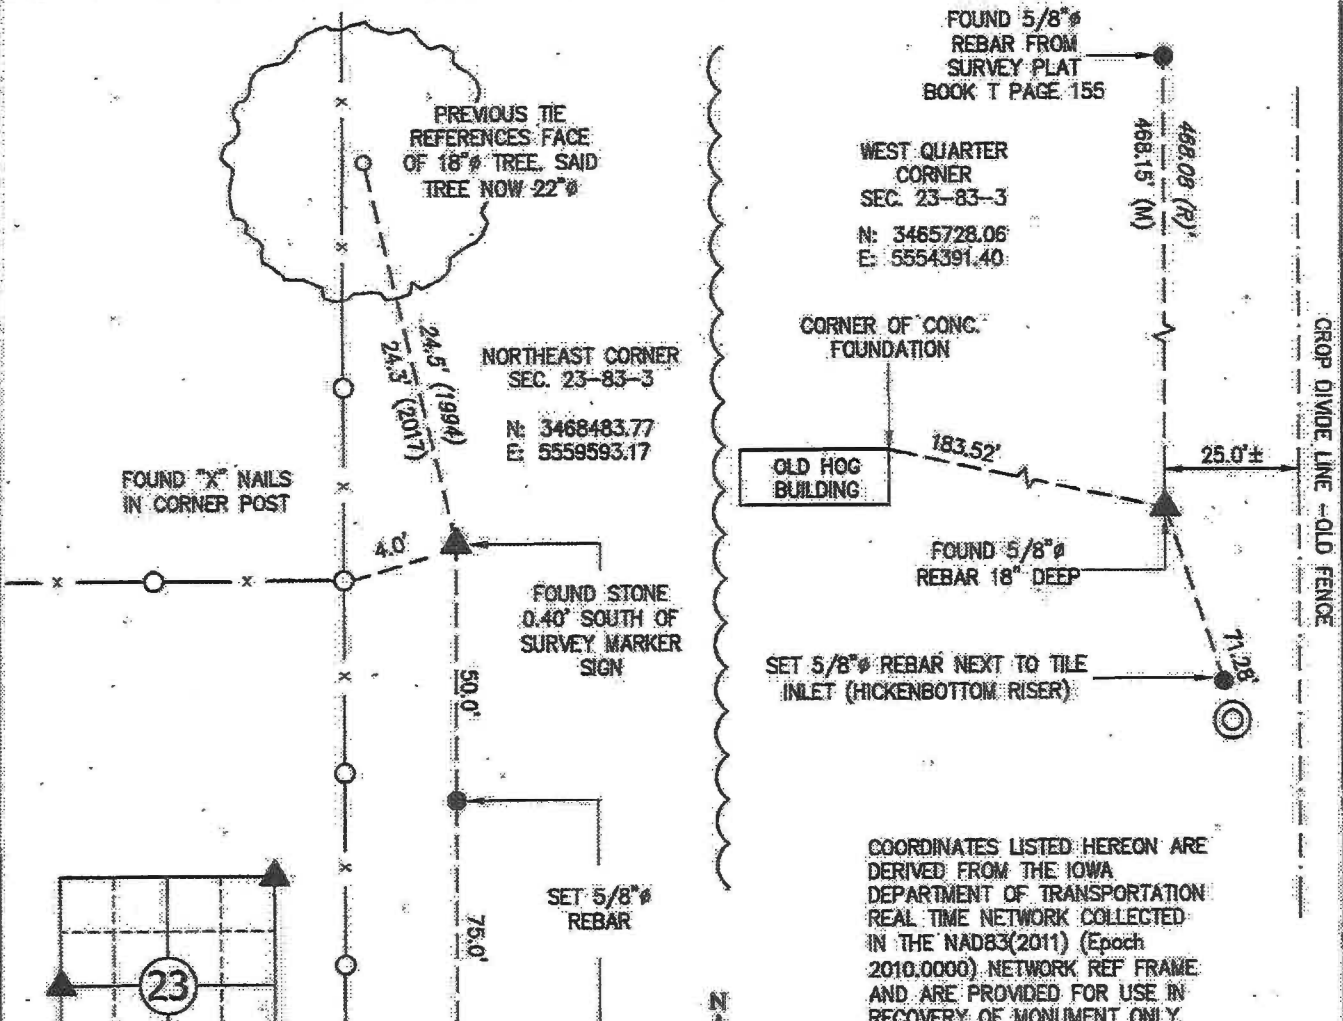 PREVIOUS TIE
REFERENCES FACE
OF 18"ø TREE. SAID
TREE NOW 22"ø
24.5' (1994)
24.3' (2017)
NORTHEAST CORNER
SEC. 23-83-3
N: 3468483.77
E: 5559593.17
FOUND "X" NAILS
IN CORNER POST
4.0'
FOUND STONE
0.40' SOUTH OF
SURVEY MARKER
SIGN
50.0'
SET 5/8"ø
REBAR
75.0'
23
FOUND 5/8"ø
REBAR FROM
SURVEY PLAT
BOOK T PAGE 155
WEST QUARTER
CORNER
SEC. 23-83-3
N: 3465728.06
E: 5554391.40
468.08 (R)'
468.15' (M)
CORNER OF CONC.
FOUNDATION
OLD HOG
BUILDING
183.52'
25.0'±
CROP DIVIDE LINE -OLD FENCE
FOUND 5/8"ø
REBAR 18" DEEP
71.28'
SET 5/8"ø REBAR NEXT TO TILE
INLET (HICKENBOTTOM RISER)
COORDINATES LISTED HEREON ARE
DERIVED FROM THE IOWA
DEPARTMENT OF TRANSPORTATION
REAL TIME NETWORK COLLECTED
IN THE NAD83(2011) (Epoch
2010.0000) NETWORK REF FRAME
AND ARE PROVIDED FOR USE IN
RECOVERY OF MONUMENT ONLY.
N